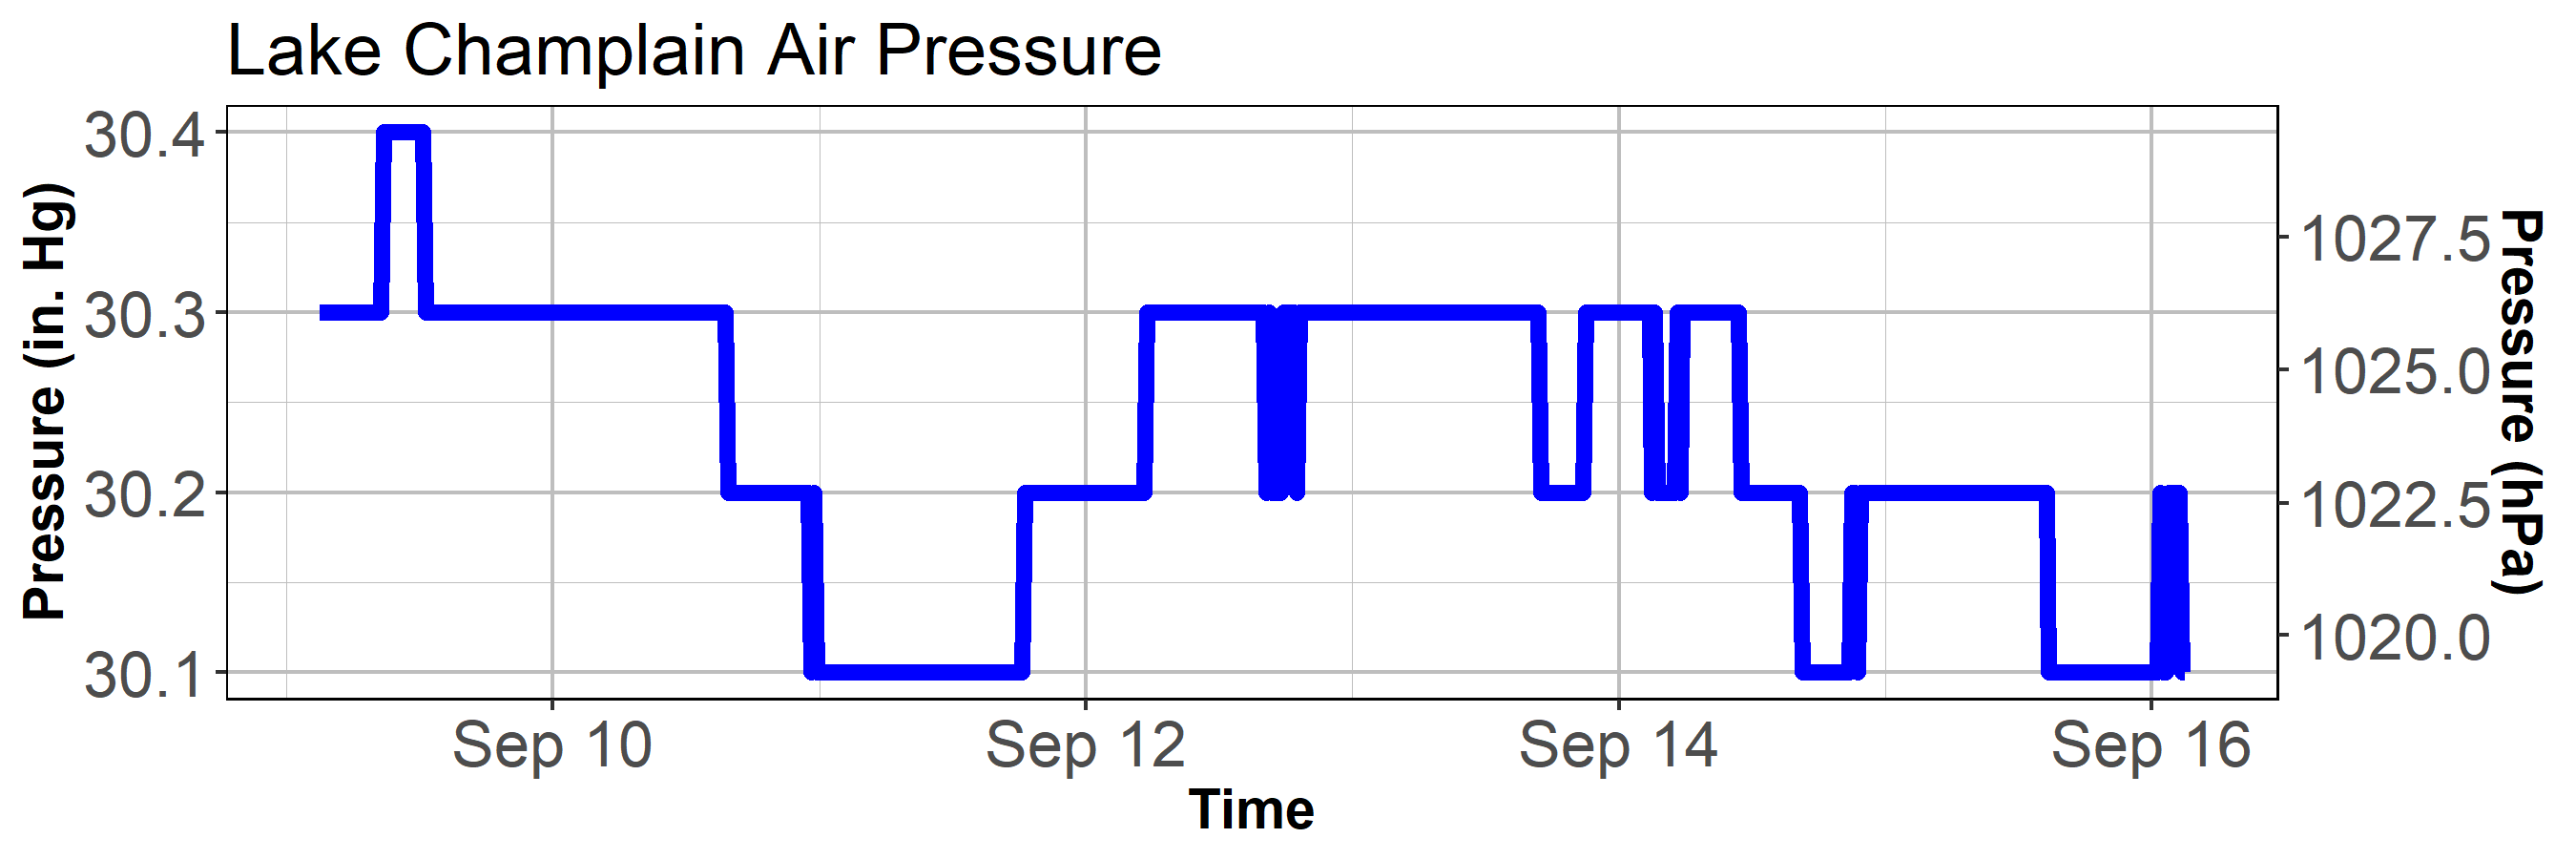 Lake Champlain Air Pressure
30.4
30.3
30.2
30.1
Pressure (in. Hg)
1027.5
1025.0
1022.5
1020.0
Pressure (hPa)
Sep 10
Sep 12
Sep 14
Sep 16
Time